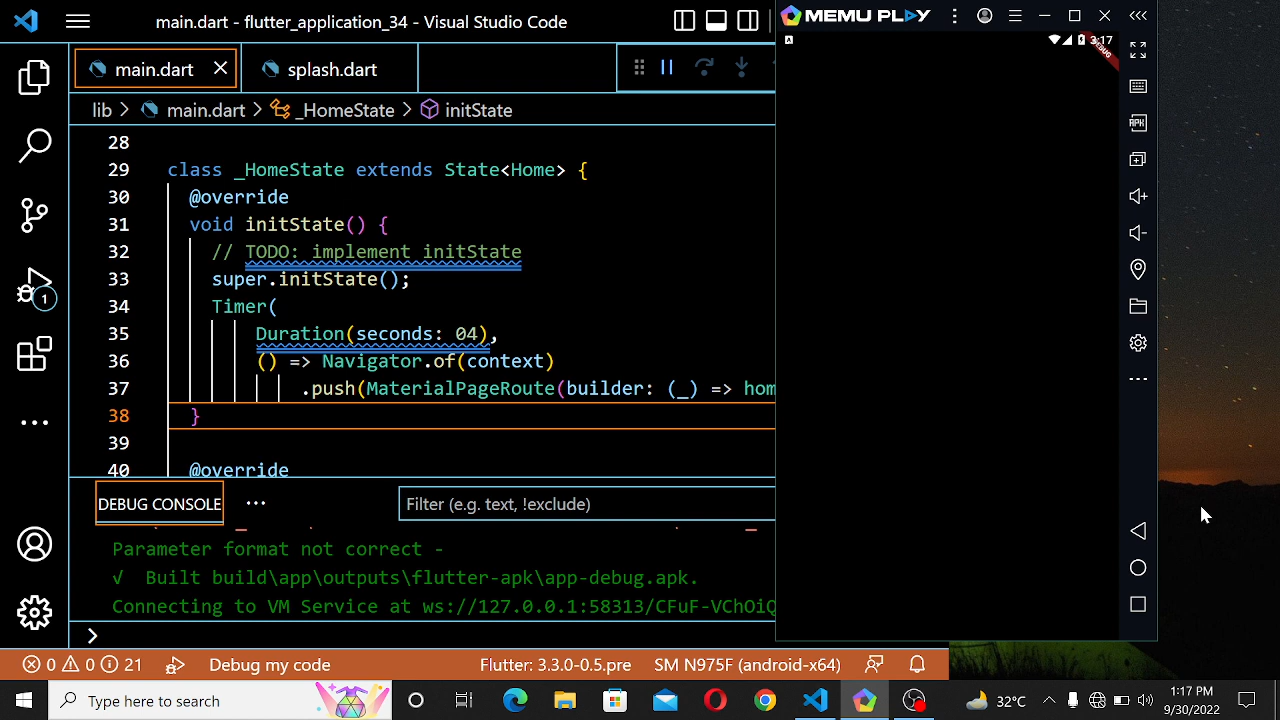 main.dart - flutter_application_34 - Visual Studio Code
MEMU PLAY
main.dart
splash.dart
3:17
DEBUG
lib > main.dart > _HomeState > initState
APK
28
29 class _HomeState extends State<Home> {
30 @override
31 void initState() {
32 // TODO: implement initState
33 super.initState();
34 Timer(
35 Duration(seconds: 04),
36 () => Navigator.of(context)
37 .push(MaterialPageRoute(builder: (_) => hom
38 }
39
40 @override
1
DEBUG CONSOLE
Filter (e.g. text, !exclude)
Parameter format not correct -
√ Built build\app\outputs\flutter-apk\app-debug.apk.
Connecting to VM Service at ws://127.0.0.1:58313/CFuF-VChOiQ
0 0 21 Debug my code Flutter: 3.3.0-0.5.pre SM N975F (android-x64)
Type here to search
32°C
1:17 PM
9/30/2022